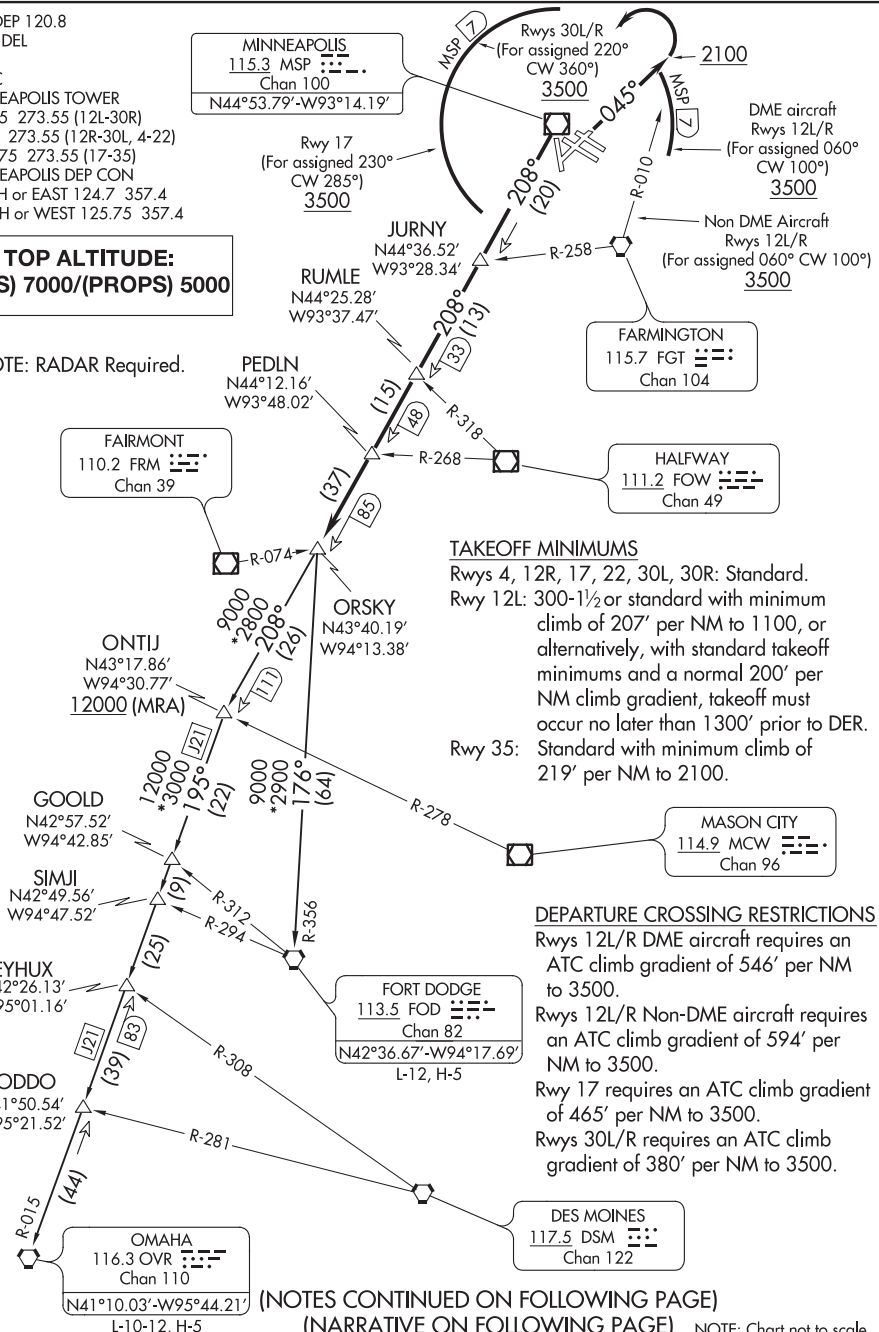 DEP 120.8
DEL
C
EAPOLIS TOWER
5 273.55 (12L-30R)
273.55 (12R-30L, 4-22)
75 273.55 (17-35)
EAPOLIS DEP CON
H or EAST 124.7 357.4
H or WEST 125.75 357.4
TOP ALTITUDE:
S) 7000/(PROPS) 5000
OTE: RADAR Required.
MINNEAPOLIS
115.3 MSP
Chan 100
N44°53.79'-W93°14.19'
MSP 7
Rwys 30L/R
(For assigned 220°
CW 360°)
3500
2100
045°
MSP 7
DME aircraft
Rwys 12L/R
(For assigned 060°
CW 100°)
3500
Rwy 17
(For assigned 230°
CW 285°)
3500
208°
(20)
R-010
Non DME Aircraft
Rwys 12L/R
(For assigned 060° CW 100°)
3500
JURNY
N44°36.52'
W93°28.34'
R-258
FARMINGTON
115.7 FGT
Chan 104
RUMLE
N44°25.28'
W93°37.47'
208°
(13)
33
PEDLN
N44°12.16'
W93°48.02'
(15)
48
R-318
R-268
HALFWAY
111.2 FOW
Chan 49
FAIRMONT
110.2 FRM
Chan 39
(37)
85
R-074
ORSKY
N43°40.19'
W94°13.38'
TAKEOFF MINIMUMS
Rwys 4, 12R, 17, 22, 30L, 30R: Standard.
Rwy 12L: 300-1½ or standard with minimum
climb of 207' per NM to 1100, or
alternatively, with standard takeoff
minimums and a normal 200' per
NM climb gradient, takeoff must
occur no later than 1300' prior to DER.
Rwy 35: Standard with minimum climb of
219' per NM to 2100.
9000
*2800
208°
(26)
ONTIJ
N43°17.86'
W94°30.77'
12000 (MRA)
111
J21
12000
*3000
195°
(22)
9000
*2900
176°
(64)
R-278
MASON CITY
114.9 MCW
Chan 96
GOOLD
N42°57.52'
W94°42.85'
SIMJI
N42°49.56'
W94°47.52'
(9)
R-312
R-294
R-356
(25)
FORT DODGE
113.5 FOD
Chan 82
N42°36.67'-W94°17.69'
L-12, H-5
DEPARTURE CROSSING RESTRICTIONS
Rwys 12L/R DME aircraft requires an
ATC climb gradient of 546' per NM
to 3500.
Rwys 12L/R Non-DME aircraft requires
an ATC climb gradient of 594' per
NM to 3500.
Rwy 17 requires an ATC climb gradient
of 465' per NM to 3500.
Rwys 30L/R requires an ATC climb
gradient of 380' per NM to 3500.
EYHUX
42°26.13'
95°01.16'
J21
(39)
83
R-308
ODDO
1°50.54'
95°21.52'
R-281
(44)
R-015
DES MOINES
117.5 DSM
Chan 122
OMAHA
116.3 OVR
Chan 110
N41°10.03'-W95°44.21'
L-10-12, H-5
(NOTES CONTINUED ON FOLLOWING PAGE)
(NARRATIVE ON FOLLOWING PAGE)
NOTE: Chart not to scale.